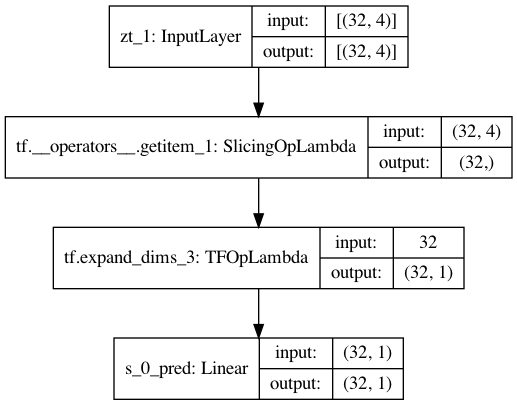 zt_1: InputLayer
input: [(32, 4)]
output: [(32, 4)]
tf.__operators__.getitem_1: SlicingOpLambda
input: (32, 4)
output: (32,)
tf.expand_dims_3: TFOpLambda
input: 32
output: (32, 1)
s_0_pred: Linear
input: (32, 1)
output: (32, 1)